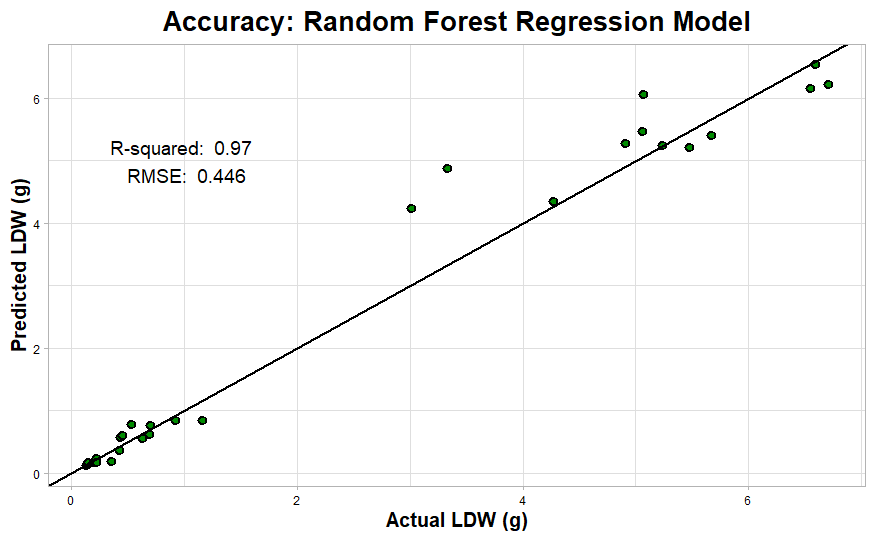 Accuracy: Random Forest Regression Model
R-squared: 0.97
RMSE: 0.446
Predicted LDW (g)
6
4
2
0
0 2 4 6
Actual LDW (g)